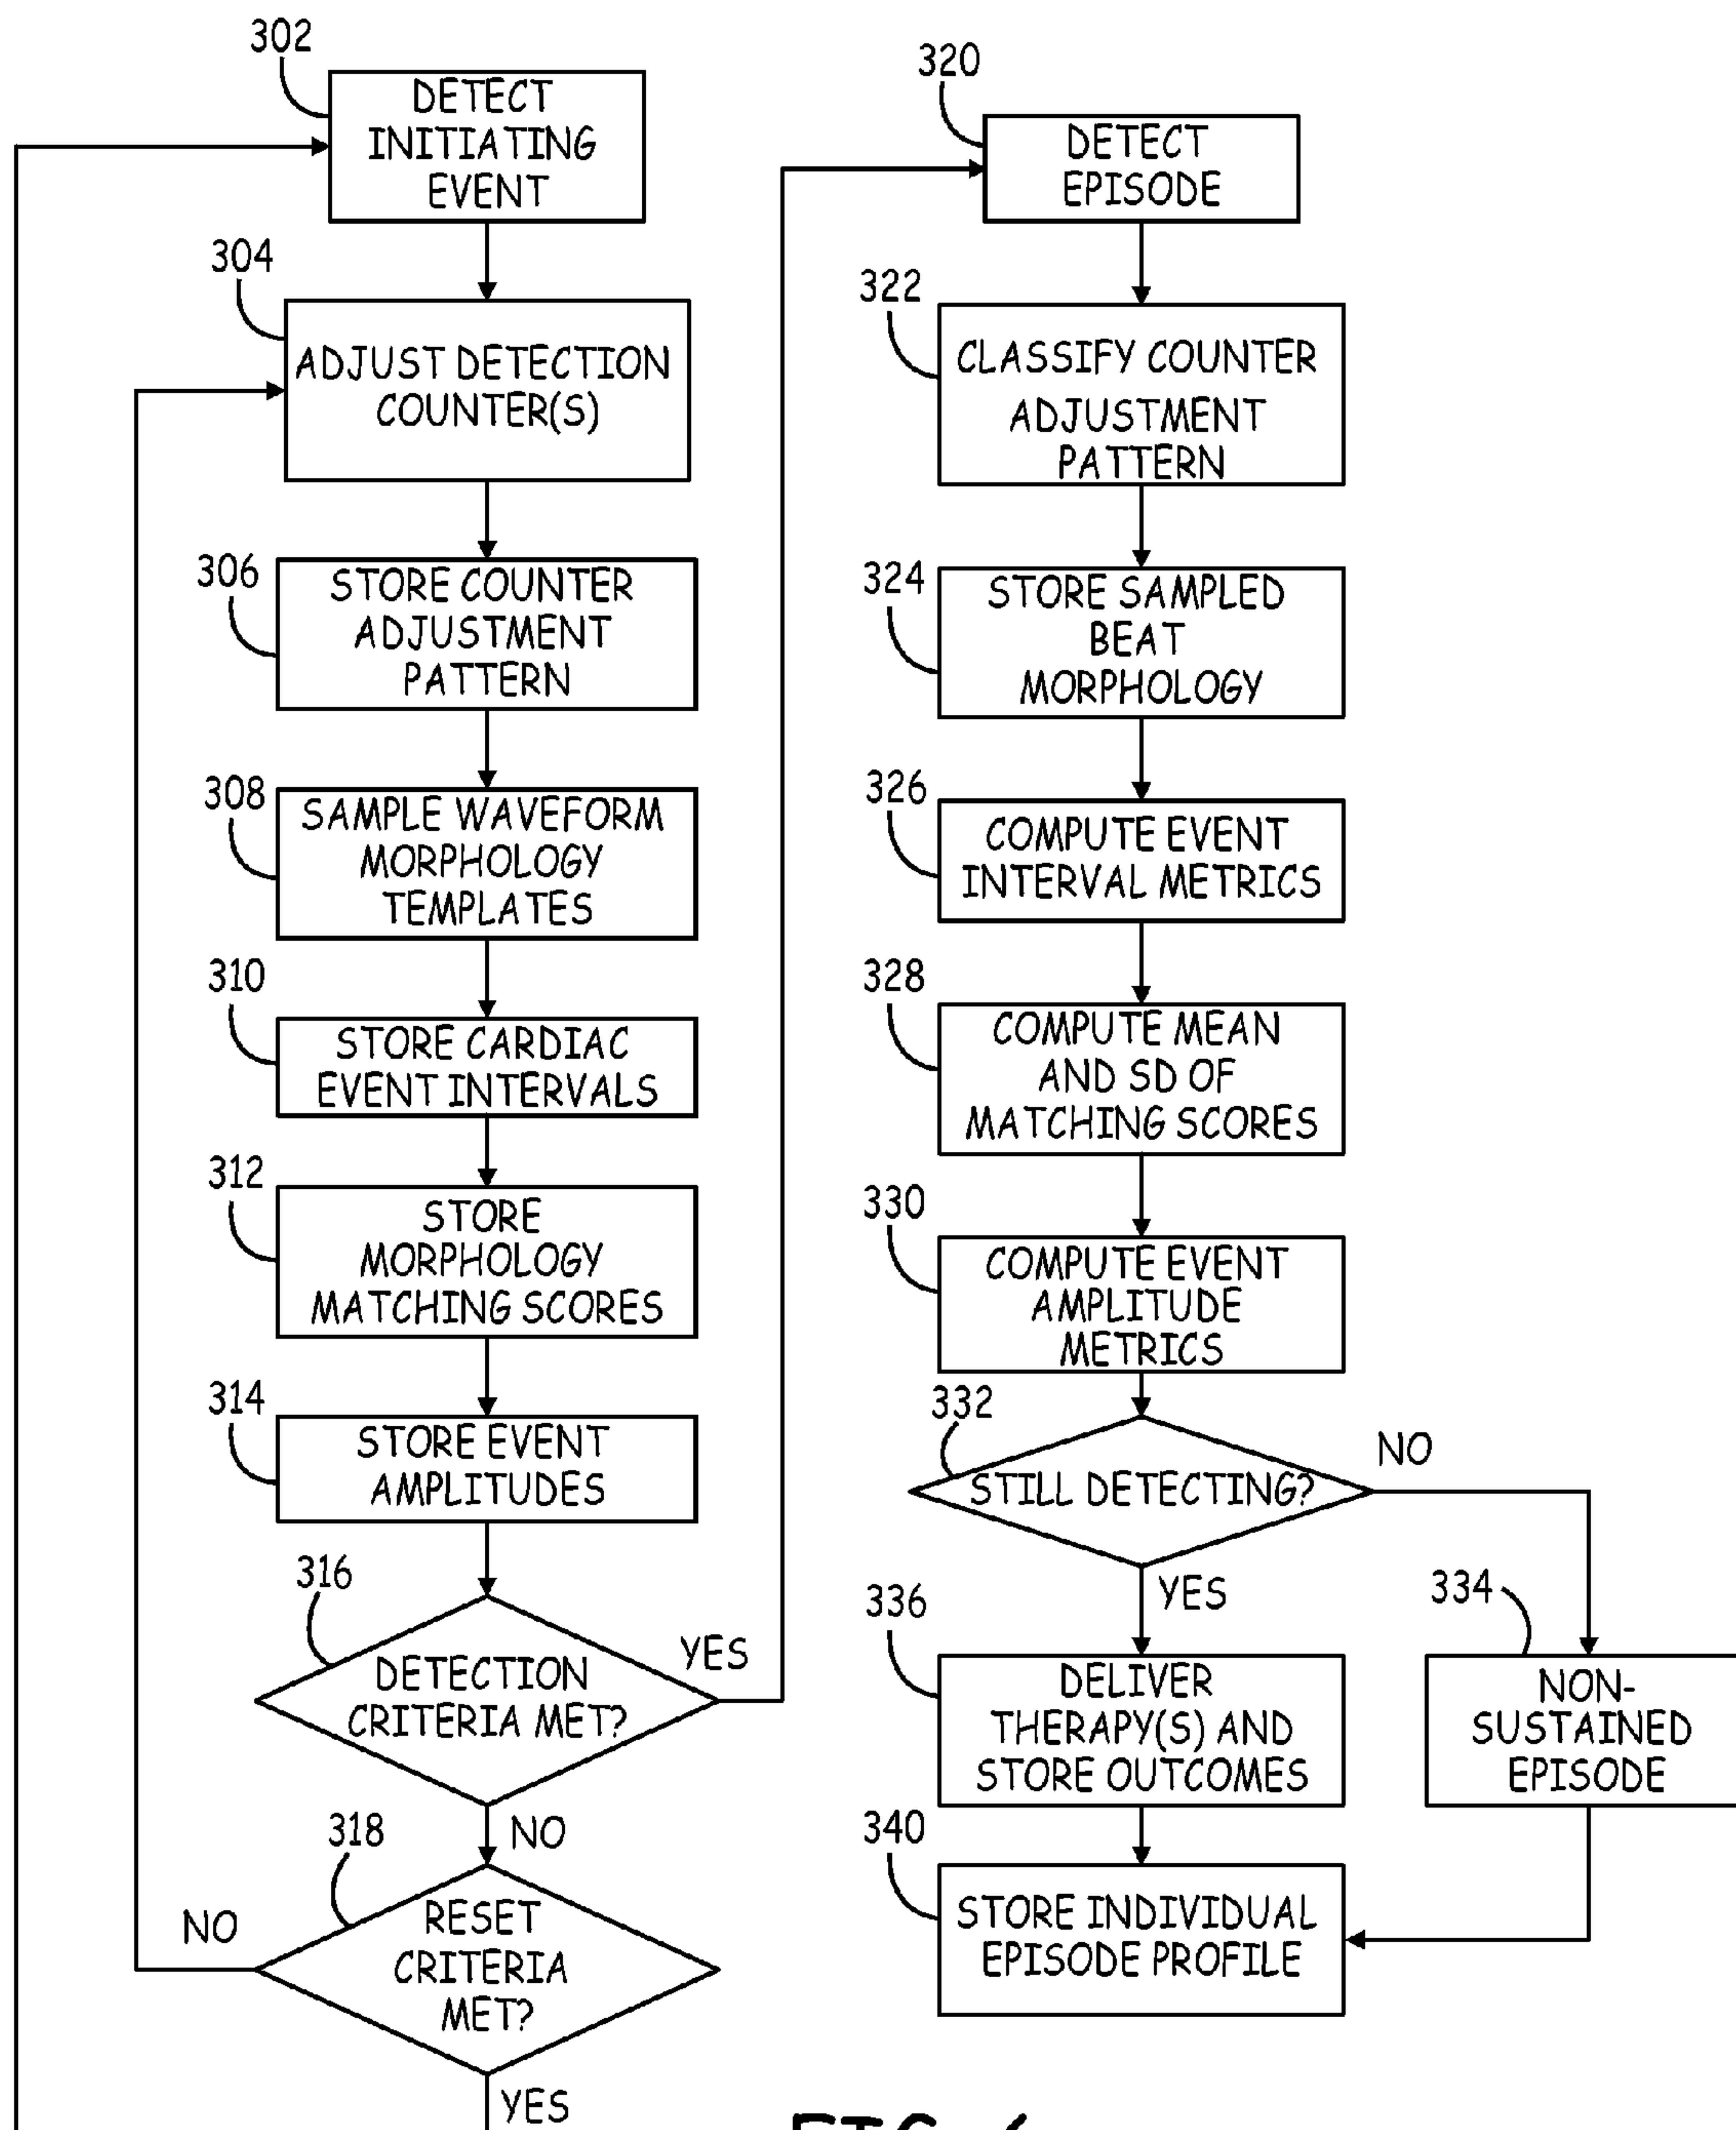 302
DETECT
INITIATING
EVENT
304
ADJUST DETECTION
COUNTER(S)
306
STORE COUNTER
ADJUSTMENT
PATTERN
308
SAMPLE WAVEFORM
MORPHOLOGY
TEMPLATES
310
STORE CARDIAC
EVENT INTERVALS
312
STORE
MORPHOLOGY
MATCHING SCORES
314
STORE EVENT
AMPLITUDES
316
DETECTION
CRITERIA MET?
YES
NO
318
RESET
CRITERIA
MET?
NO
YES
320
DETECT
EPISODE
322
CLASSIFY COUNTER
ADJUSTMENT
PATTERN
324
STORE SAMPLED
BEAT
MORPHOLOGY
326
COMPUTE EVENT
INTERVAL METRICS
328
COMPUTE MEAN
AND SD OF
MATCHING SCORES
330
COMPUTE EVENT
AMPLITUDE
METRICS
332
STILL DETECTING?
NO
YES
334
NON-
SUSTAINED
EPISODE
336
DELIVER
THERAPY(S) AND
STORE OUTCOMES
340
STORE INDIVIDUAL
EPISODE PROFILE
FIG.